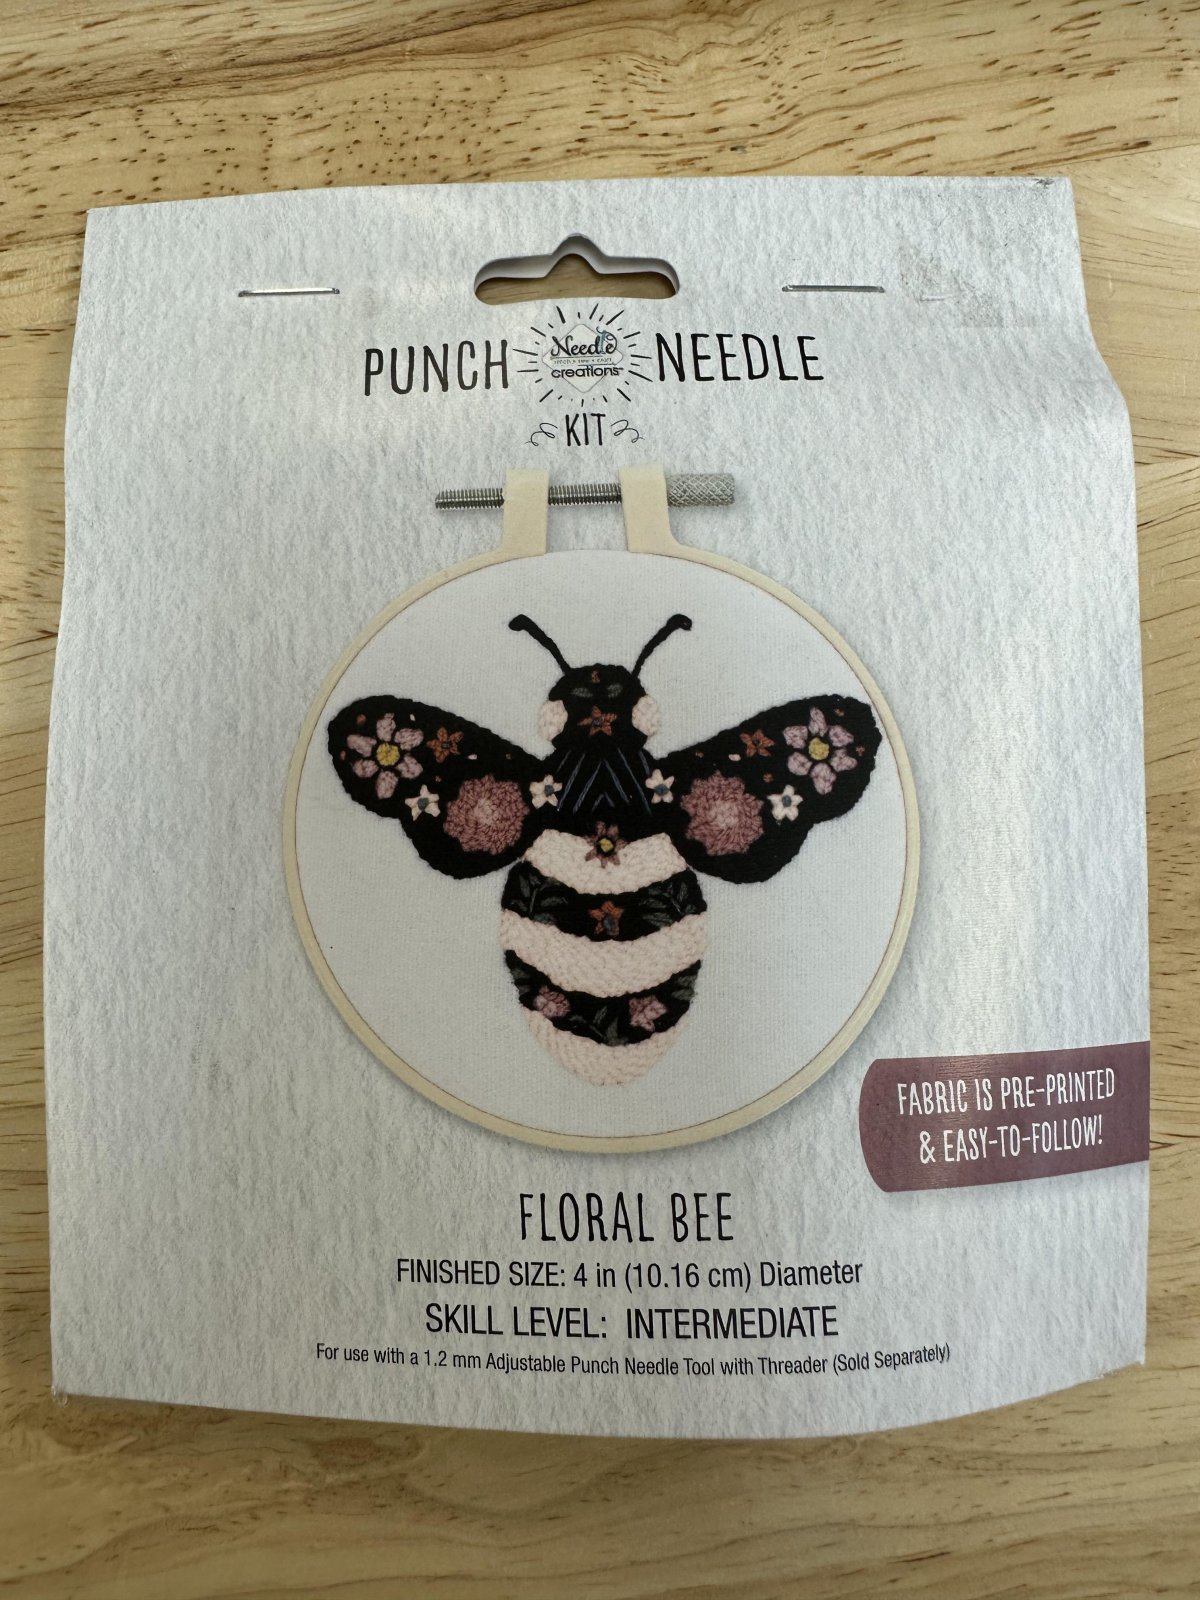 PUNCH NEEDLE
Needle
creations
KIT
FABRIC IS PRE-PRINTED
& EASY-TO-FOLLOW!
FLORAL BEE
FINISHED SIZE: 4 in (10.16 cm) Diameter
SKILL LEVEL: INTERMEDIATE
For use with a 1.2 mm Adjustable Punch Needle Tool with Threader (Sold Separately)